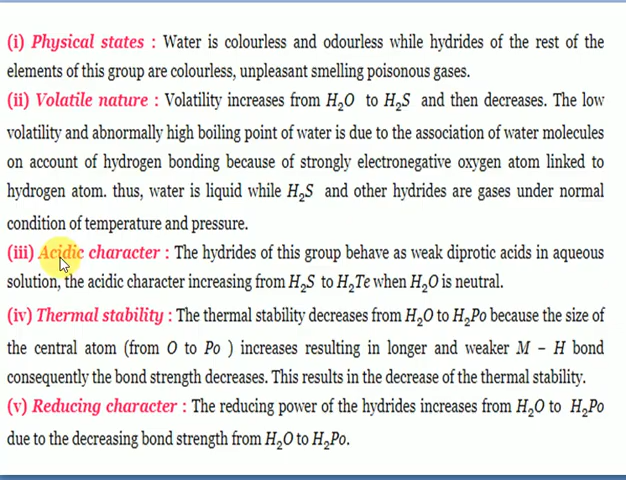 (i) Physical states : Water is colourless and odourless while hydrides of the rest of the
elements of this group are colourless, unpleasant smelling poisonous gases.
(ii) Volatile nature : Volatility increases from H₂O to H₂S and then decreases. The low
volatility and abnormally high boiling point of water is due to the association of water molecules
on account of hydrogen bonding because of strongly electronegative oxygen atom linked to
hydrogen atom. thus, water is liquid while H₂S and other hydrides are gases under normal
condition of temperature and pressure.
(iii) Acidic character : The hydrides of this group behave as weak diprotic acids in aqueous
solution, the acidic character increasing from H₂S to H₂Te when H₂O is neutral.
(iv) Thermal stability : The thermal stability decreases from H₂O to H₂Po because the size of
the central atom (from O to Po ) increases resulting in longer and weaker M – H bond
consequently the bond strength decreases. This results in the decrease of the thermal stability.
(v) Reducing character : The reducing power of the hydrides increases from H₂O to H₂Po
due to the decreasing bond strength from H₂O to H₂Po.